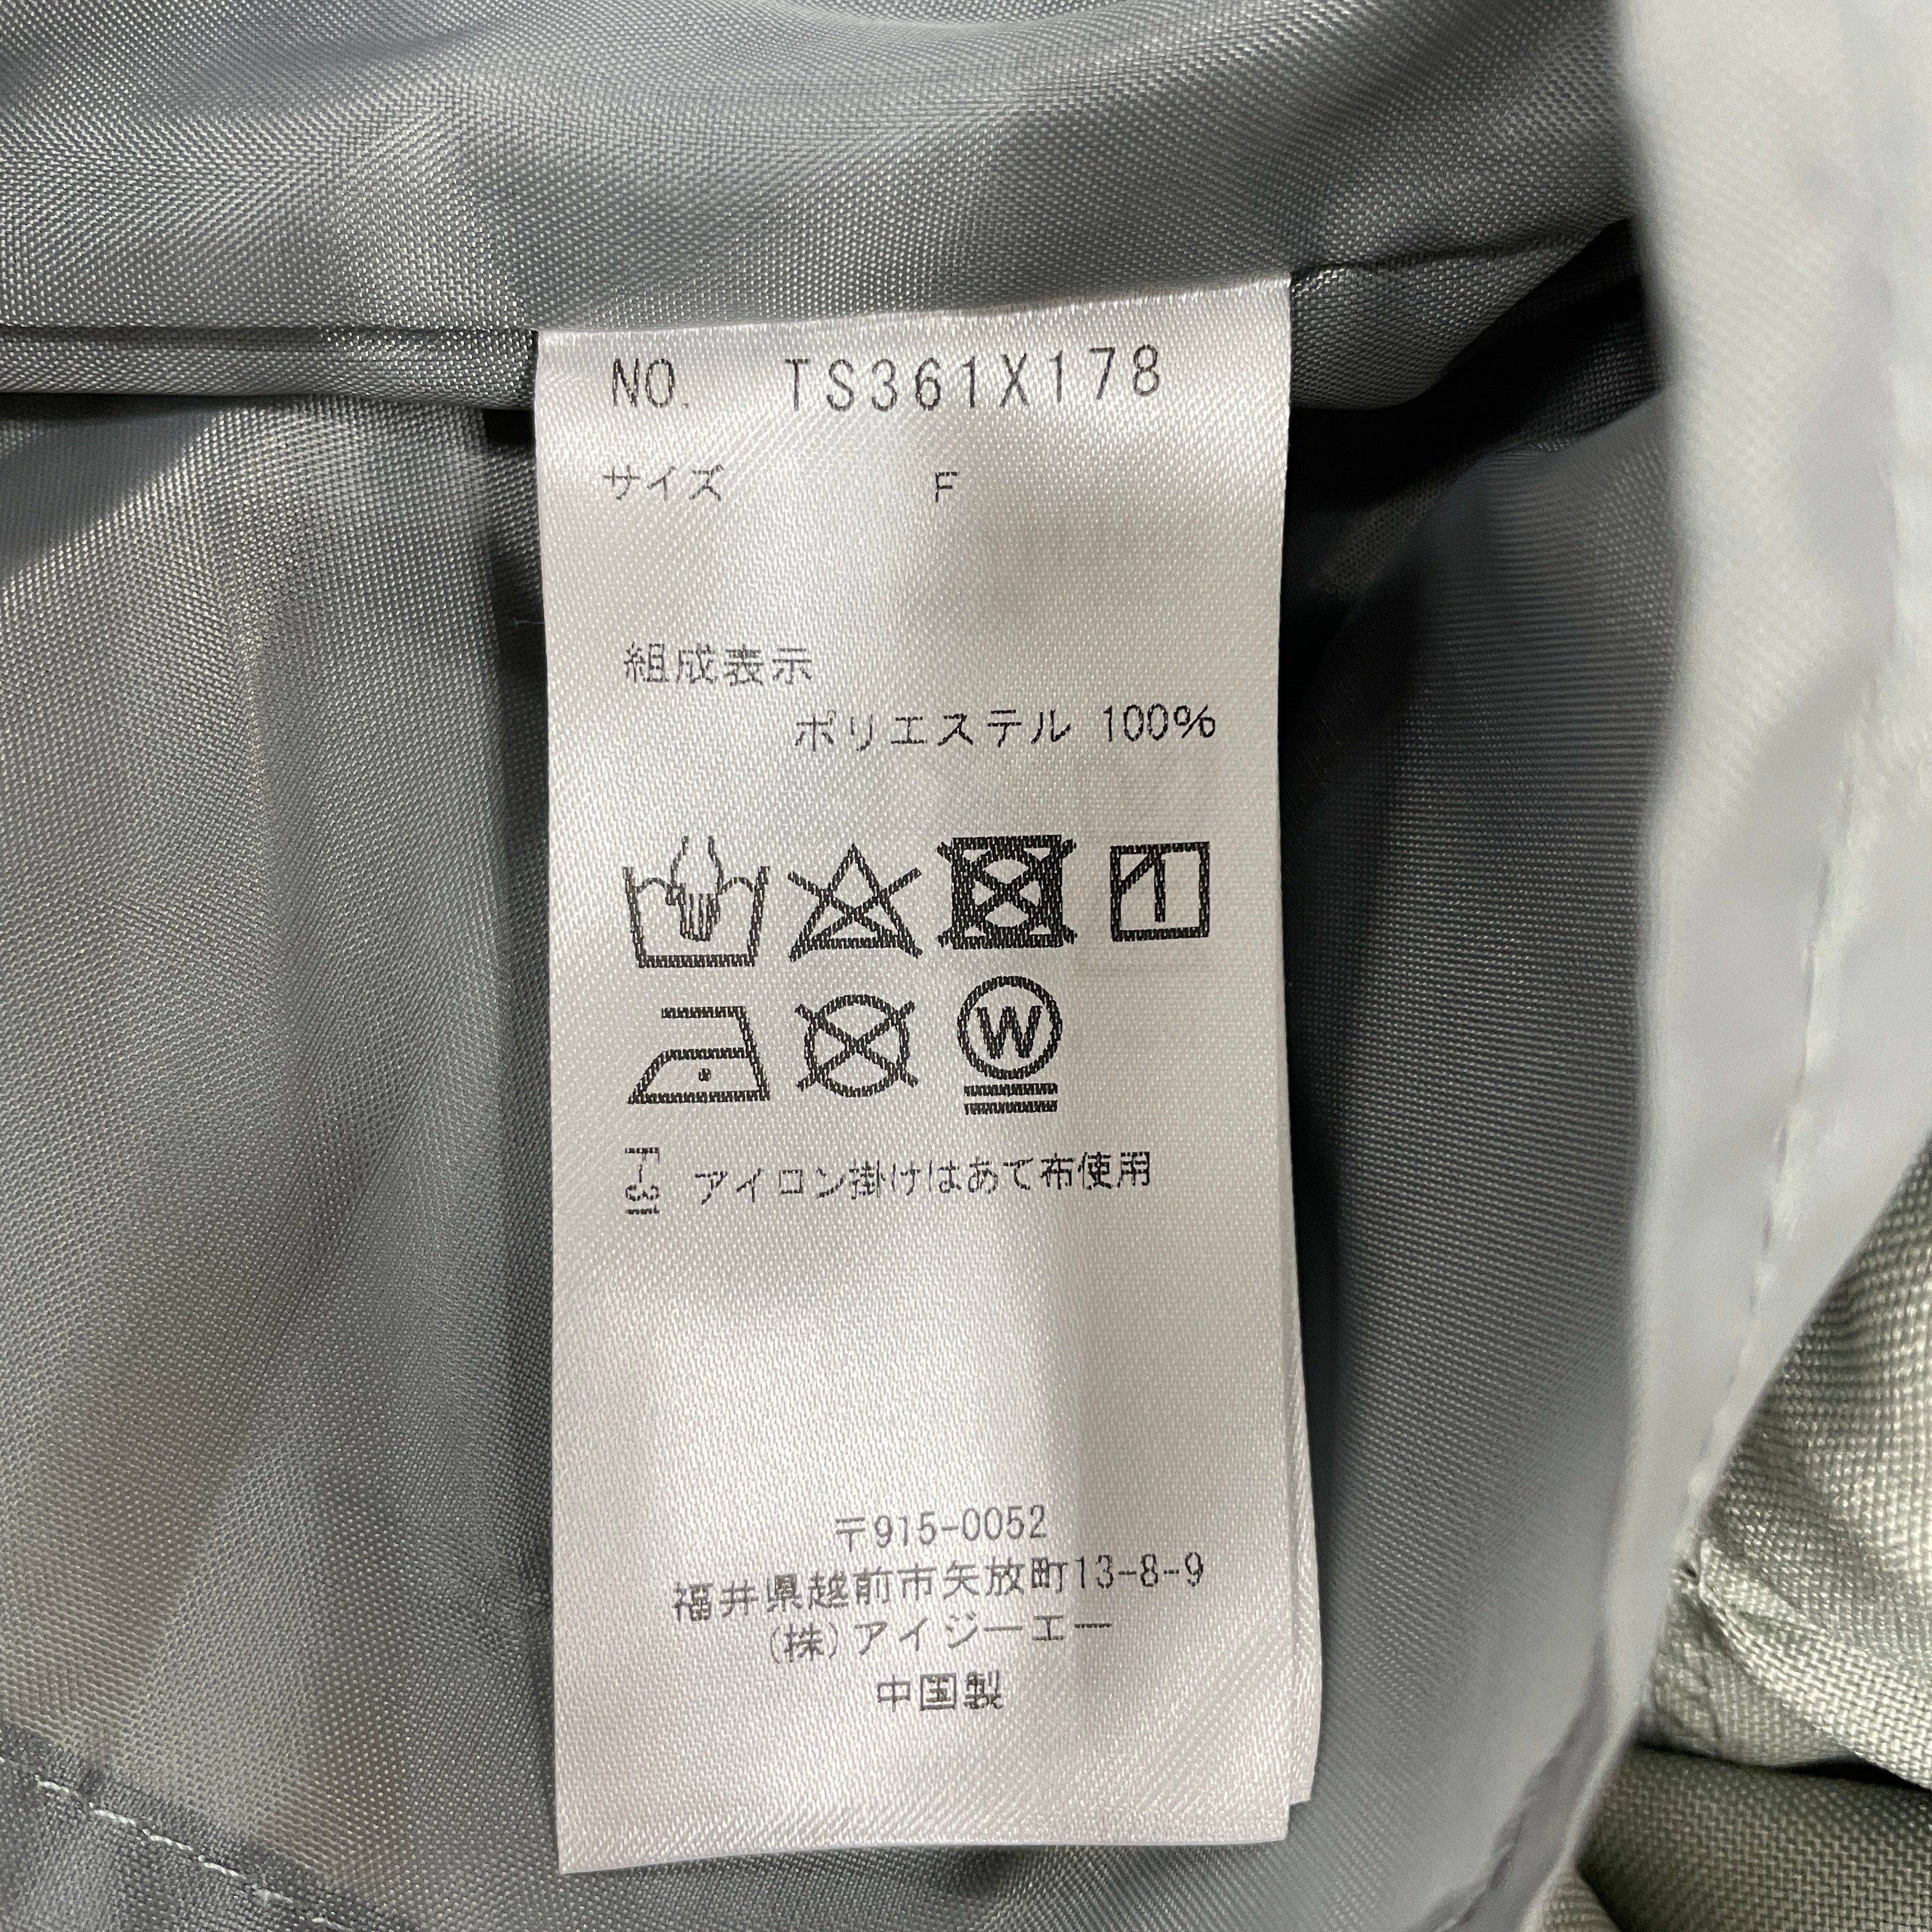 NO. TS361X178
サイズ F
組成表示
ポリエステル 100%
W
アイロン掛けはあて布使用
〒915-0052
福井県越前市矢放町13-8-9
(株)アイジーエー
中国製